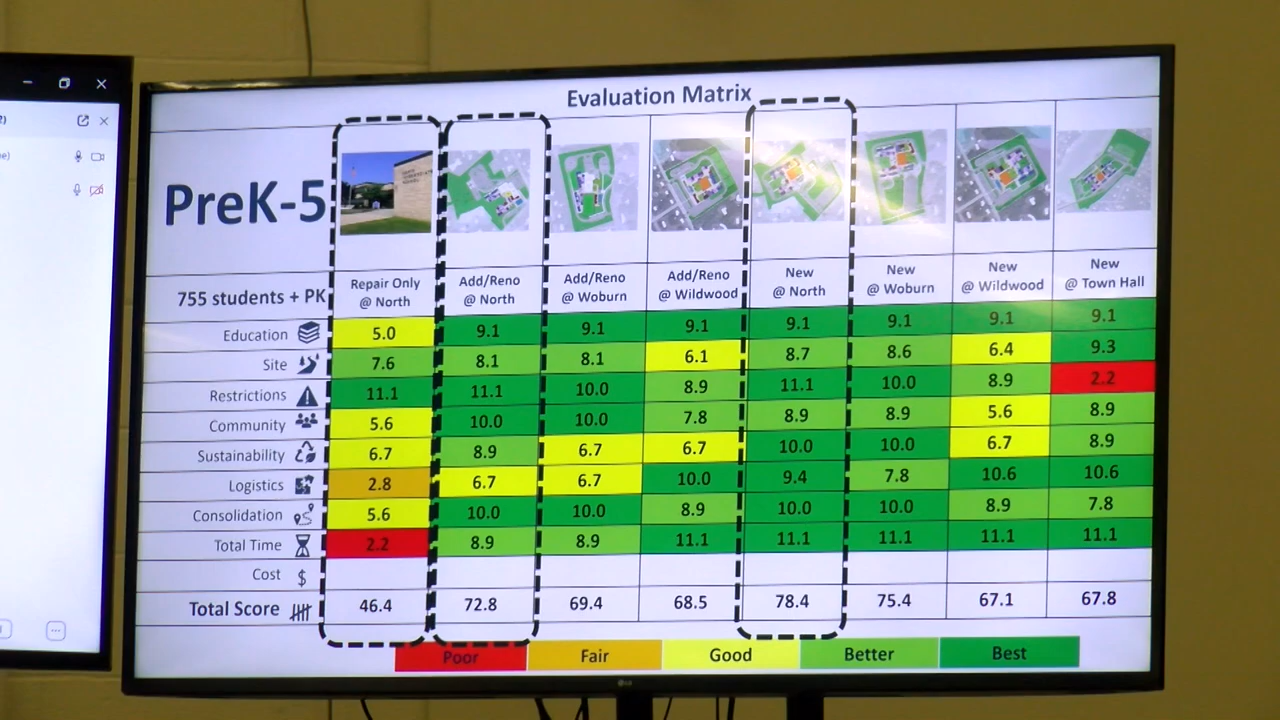 Evaluation Matrix
PreK-5
755 students + PK Repair Only @ North Add/Reno @ North Add/Reno @ Woburn Add/Reno @ Wildwood New @ North New @ Woburn New @ Wildwood New @ Town Hall
Education 5.0 9.1 9.1 9.1 9.1 9.1 9.1 9.1
Site 7.6 8.1 8.1 6.1 8.7 8.6 6.4 9.3
Restrictions 11.1 11.1 10.0 8.9 11.1 10.0 8.9 2.2
Community 5.6 10.0 10.0 7.8 8.9 8.9 5.6 8.9
Sustainability 6.7 8.9 6.7 6.7 10.0 10.0 6.7 8.9
Logistics 2.8 6.7 6.7 10.0 9.4 7.8 10.6 10.6
Consolidation 5.6 10.0 10.0 8.9 10.0 10.0 8.9 7.8
Total Time 2.2 8.9 8.9 11.1 11.1 11.1 11.1 11.1
Cost $
Total Score 46.4 72.8 69.4 68.5 78.4 75.4 67.1 67.8
Poor Fair Good Better Best
LG